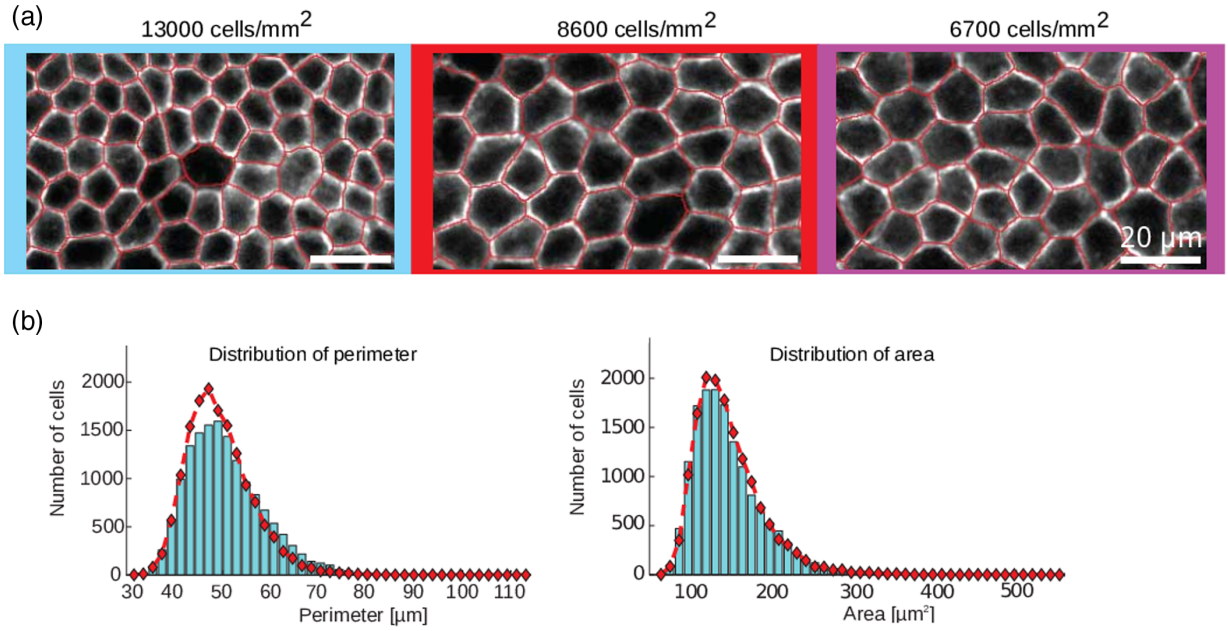 (a)
13000 cells/mm² 8600 cells/mm² 6700 cells/mm²
20 µm
(b)
Distribution of perimeter
Number of cells
2000
1500
1000
500
0
30 40 50 60 70 80 90 100 110
Perimeter [µm]
Distribution of area
Number of cells
2000
1500
1000
500
0
100 200 300 400 500
Area [µm²]